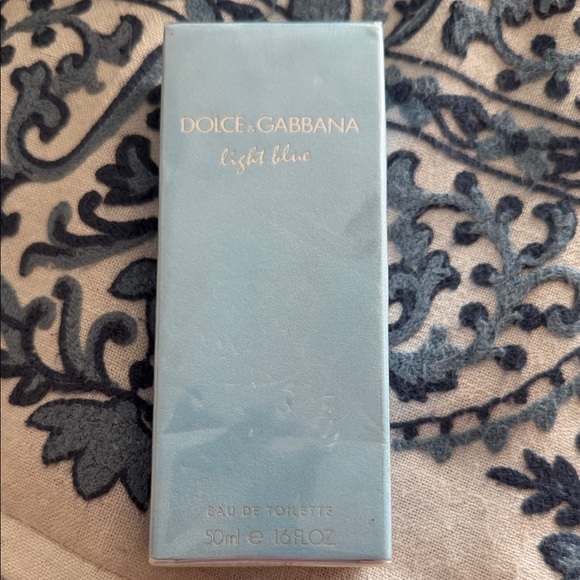 DOLCE & GABBANA
light blue
EAU DE TOILETTE
50ml e 1.6 FL.OZ.